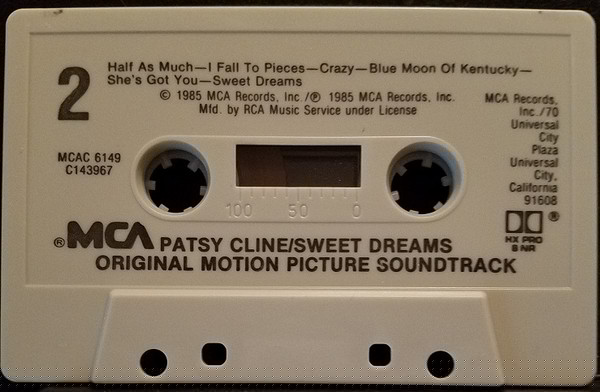 2
Half As Much—I Fall To Pieces—Crazy—Blue Moon Of Kentucky—
She's Got You—Sweet Dreams
© 1985 MCA Records, Inc./℗ 1985 MCA Records, Inc.
Mfd. by RCA Music Service under License
MCAC 6149
C143967
MCA Records,
Inc./70
Universal
City
Plaza
Universal
City,
California
91608
100 50 0
®
HX PRO
B NR
®MCA PATSY CLINE/SWEET DREAMS
ORIGINAL MOTION PICTURE SOUNDTRACK